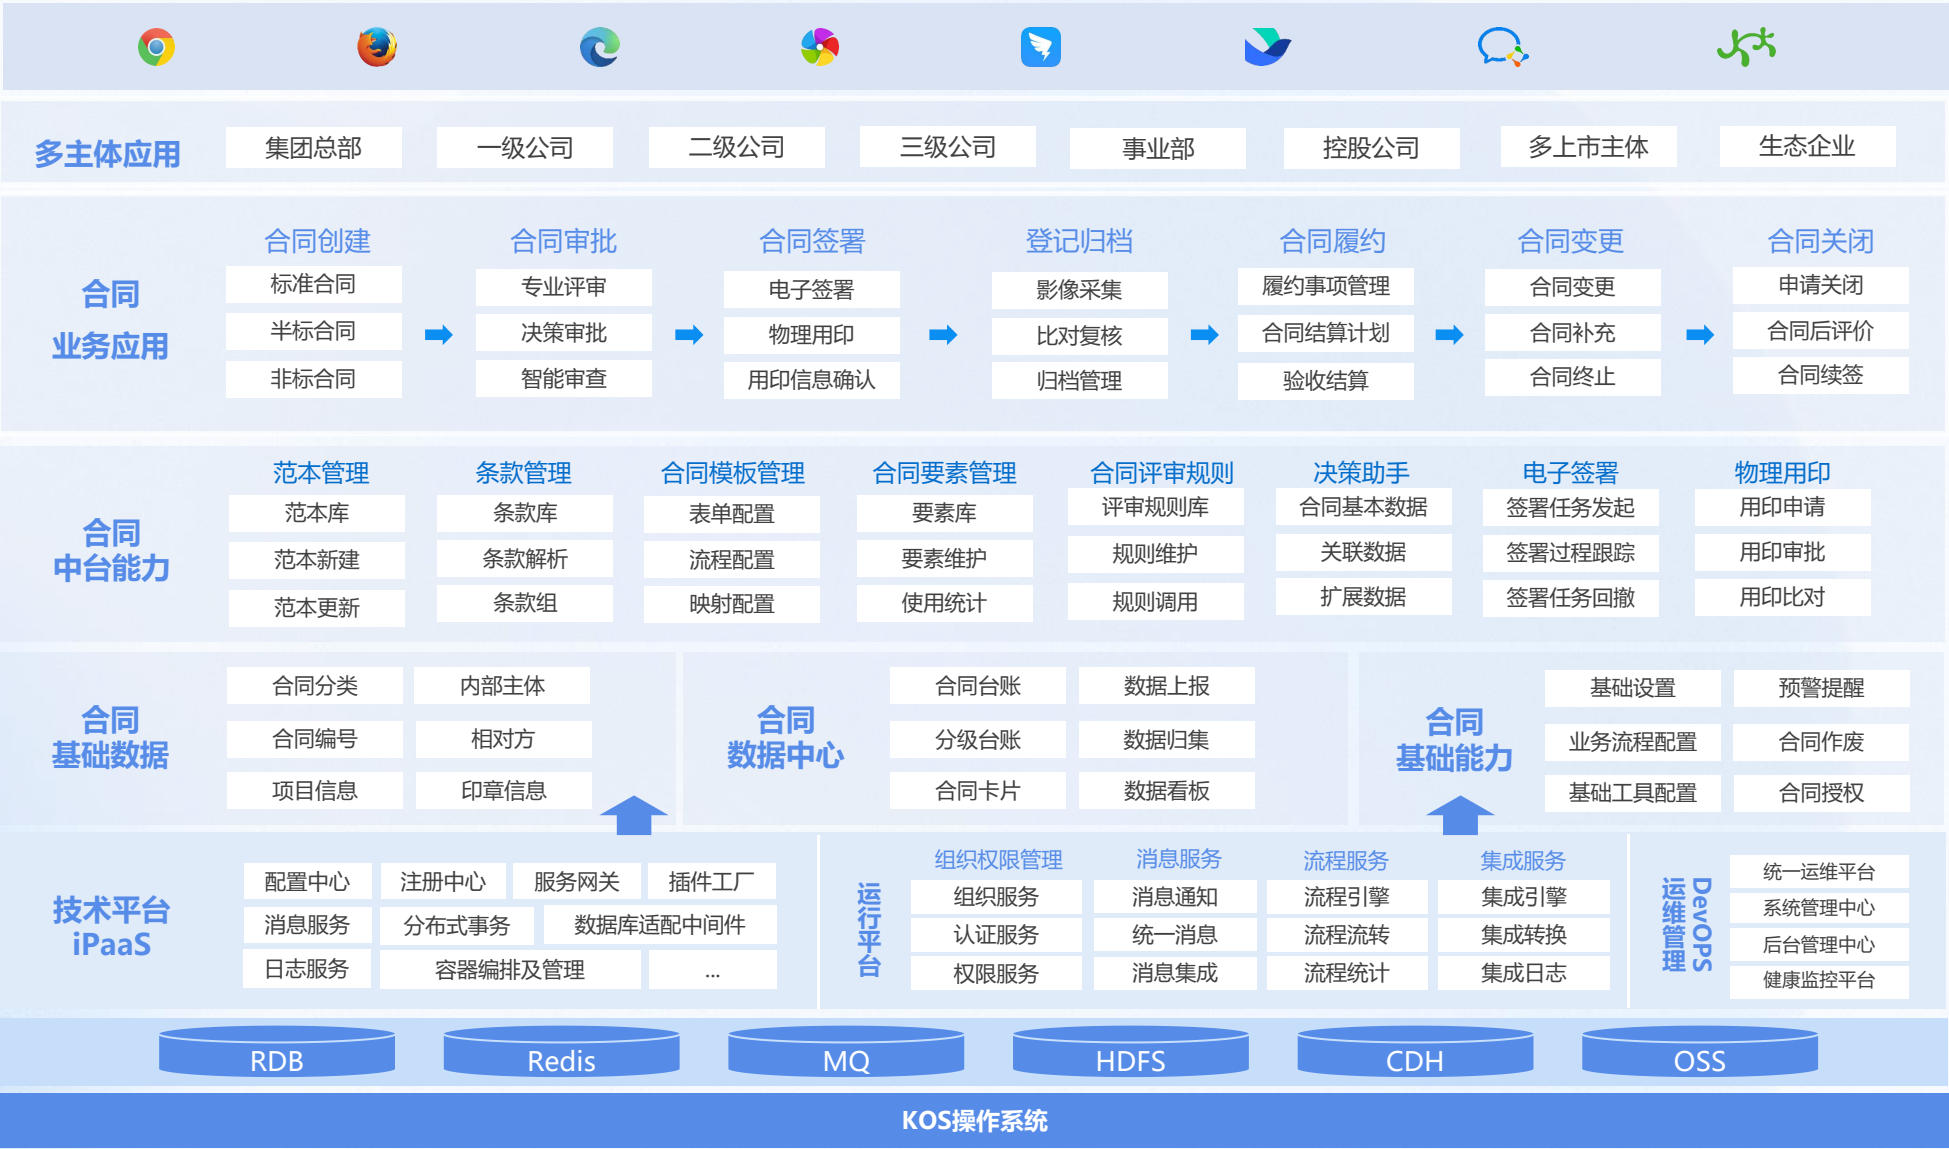 多主体应用
集团总部
一级公司
二级公司
三级公司
事业部
控股公司
多上市主体
生态企业
合同
业务应用
合同创建
标准合同
半标合同
非标合同
合同审批
专业评审
决策审批
智能审查
合同签署
电子签署
物理用印
用印信息确认
登记归档
影像采集
比对复核
归档管理
合同履约
履约事项管理
合同结算计划
验收结算
合同变更
合同变更
合同补充
合同终止
合同关闭
申请关闭
合同后评价
合同续签
合同
中台能力
范本管理
范本库
范本新建
范本更新
条款管理
条款库
条款解析
条款组
合同模板管理
表单配置
流程配置
映射配置
合同要素管理
要素库
要素维护
使用统计
合同评审规则
评审规则库
规则维护
规则调用
决策助手
合同基本数据
关联数据
扩展数据
电子签署
签署任务发起
签署过程跟踪
签署任务回撤
物理用印
用印申请
用印审批
用印比对
合同
基础数据
合同分类
内部主体
合同编号
相对方
项目信息
印章信息
合同
数据中心
合同台账
数据上报
分级台账
数据归集
合同卡片
数据看板
合同
基础能力
基础设置
预警提醒
业务流程配置
合同作废
基础工具配置
合同授权
技术平台
iPaaS
配置中心
注册中心
服务网关
插件工厂
消息服务
分布式事务
数据库适配中间件
日志服务
容器编排及管理
...
运行平台
组织权限管理
组织服务
认证服务
权限服务
消息服务
消息通知
统一消息
消息集成
流程服务
流程引擎
流程流转
流程统计
集成服务
集成引擎
集成转换
集成日志
DevOPS
运维管理
统一运维平台
系统管理中心
后台管理中心
健康监控平台
RDB
Redis
MQ
HDFS
CDH
OSS
KOS操作系统